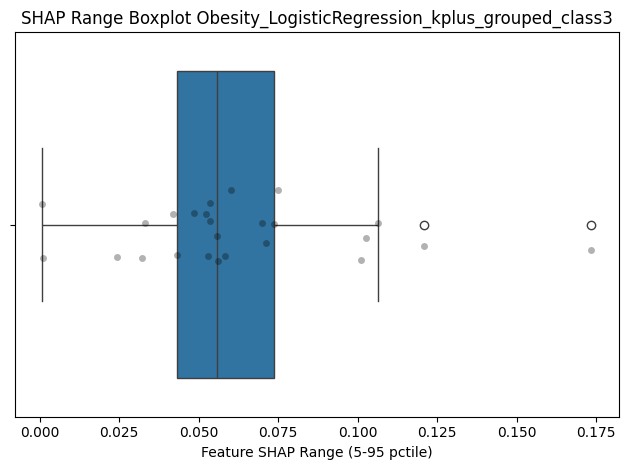 SHAP Range Boxplot Obesity_LogisticRegression_kplus_grouped_class3
0.000 0.025 0.050 0.075 0.100 0.125 0.150 0.175
Feature SHAP Range (5-95 pctile)